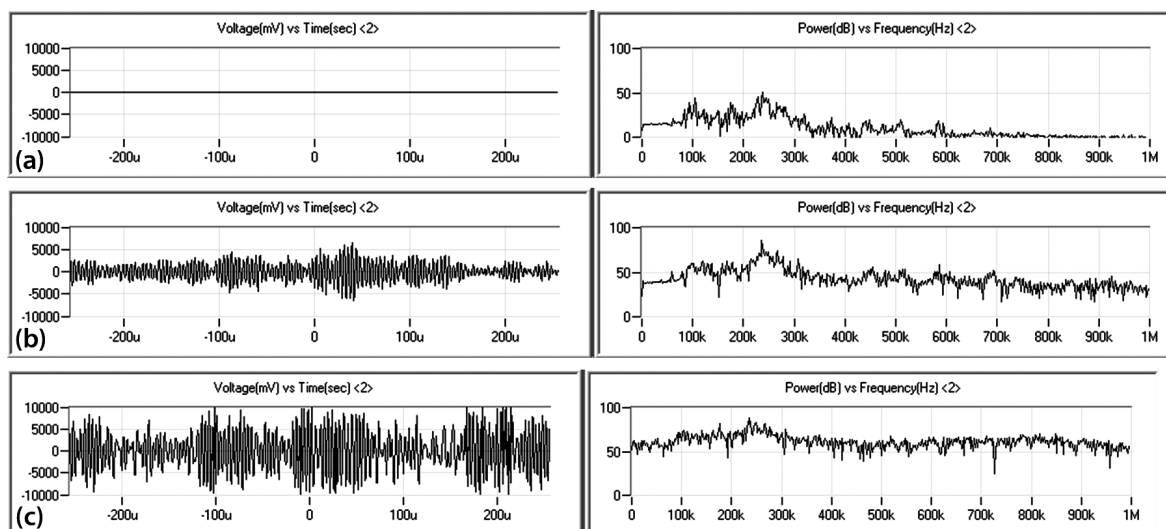 Voltage(mV) vs Time(sec) <2>
10000
5000
0
-5000
-10000
-200u -100u 0 100u 200u
(a)
Power(dB) vs Frequency(Hz) <2>
100
50
0
0 100k 200k 300k 400k 500k 600k 700k 800k 900k 1M
Voltage(mV) vs Time(sec) <2>
10000
5000
0
-5000
-10000
-200u -100u 0 100u 200u
(b)
Power(dB) vs Frequency(Hz) <2>
100
50
0
0 100k 200k 300k 400k 500k 600k 700k 800k 900k 1M
Voltage(mV) vs Time(sec) <2>
10000
5000
0
-5000
-10000
-200u -100u 0 100u 200u
(c)
Power(dB) vs Frequency(Hz) <2>
100
50
0
0 100k 200k 300k 400k 500k 600k 700k 800k 900k 1M